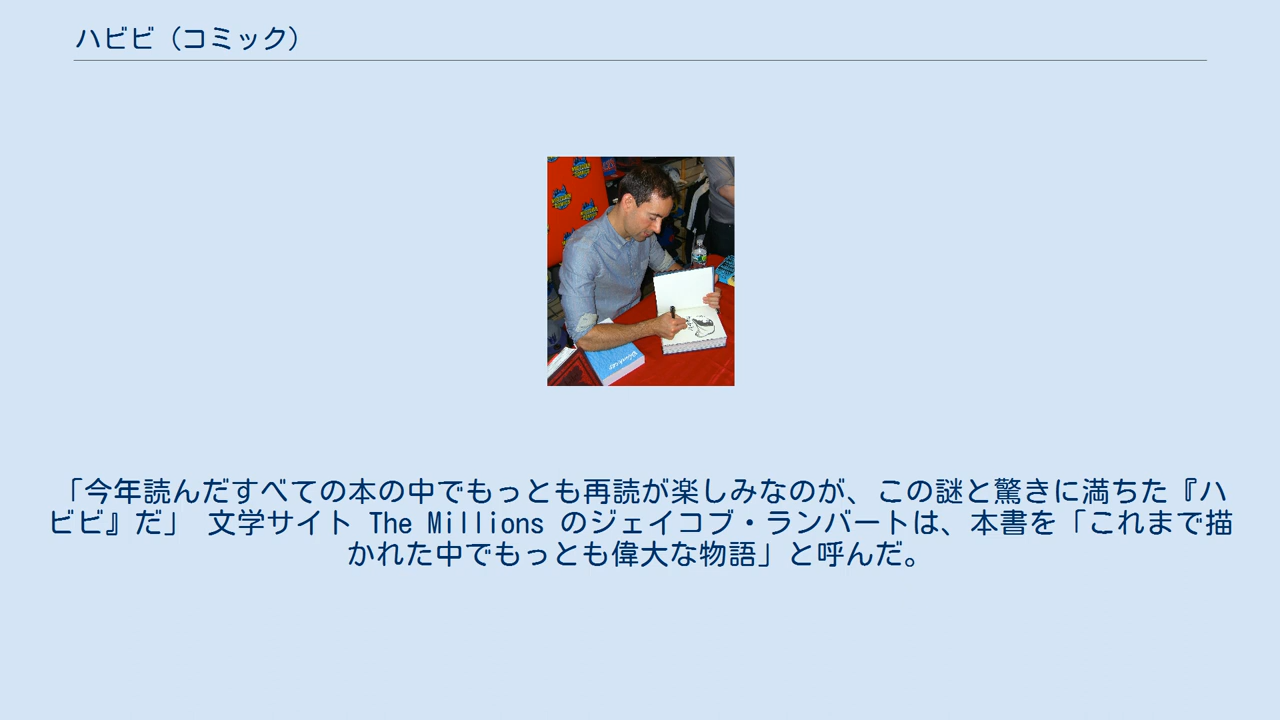 ハビビ（コミック）
「今年読んだすべての本の中でもっとも再読が楽しみなのが、この謎と驚きに満ちた『ハ
ビビ』だ」 文学サイト The Millions のジェイコブ・ランバートは、本書を「これまで描
かれた中でもっとも偉大な物語」と呼んだ。